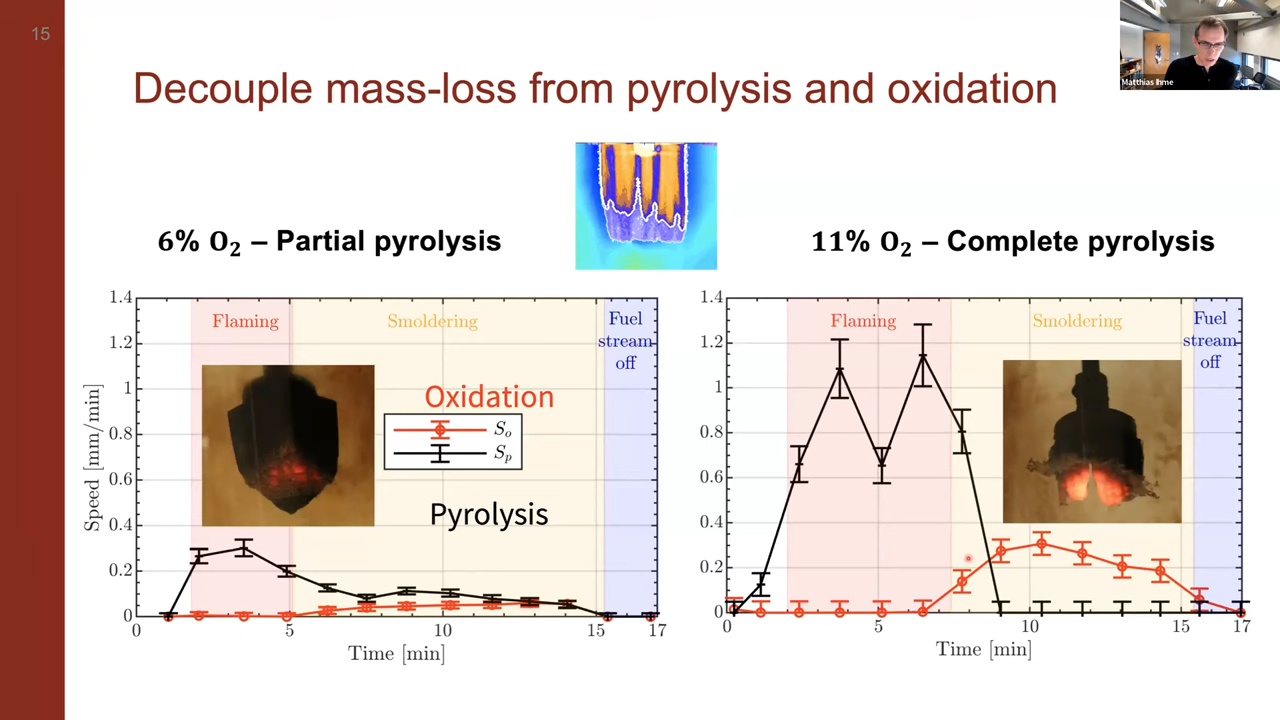 15
Matthias Ihme
Decouple mass-loss from pyrolysis and oxidation
6% O₂ – Partial pyrolysis
1.4
1.2
1
0.8
0.6
0.4
0.2
0
Speed [mm/min]
Flaming
Smoldering
Fuel
stream
off
Oxidation
Sₒ
Sₚ
Pyrolysis
0 5 10 15 17
Time [min]
11% O₂ – Complete pyrolysis
1.4
1.2
1
0.8
0.6
0.4
0.2
0
Flaming
Smoldering
Fuel
stream
off
0 5 10 15 17
Time [min]